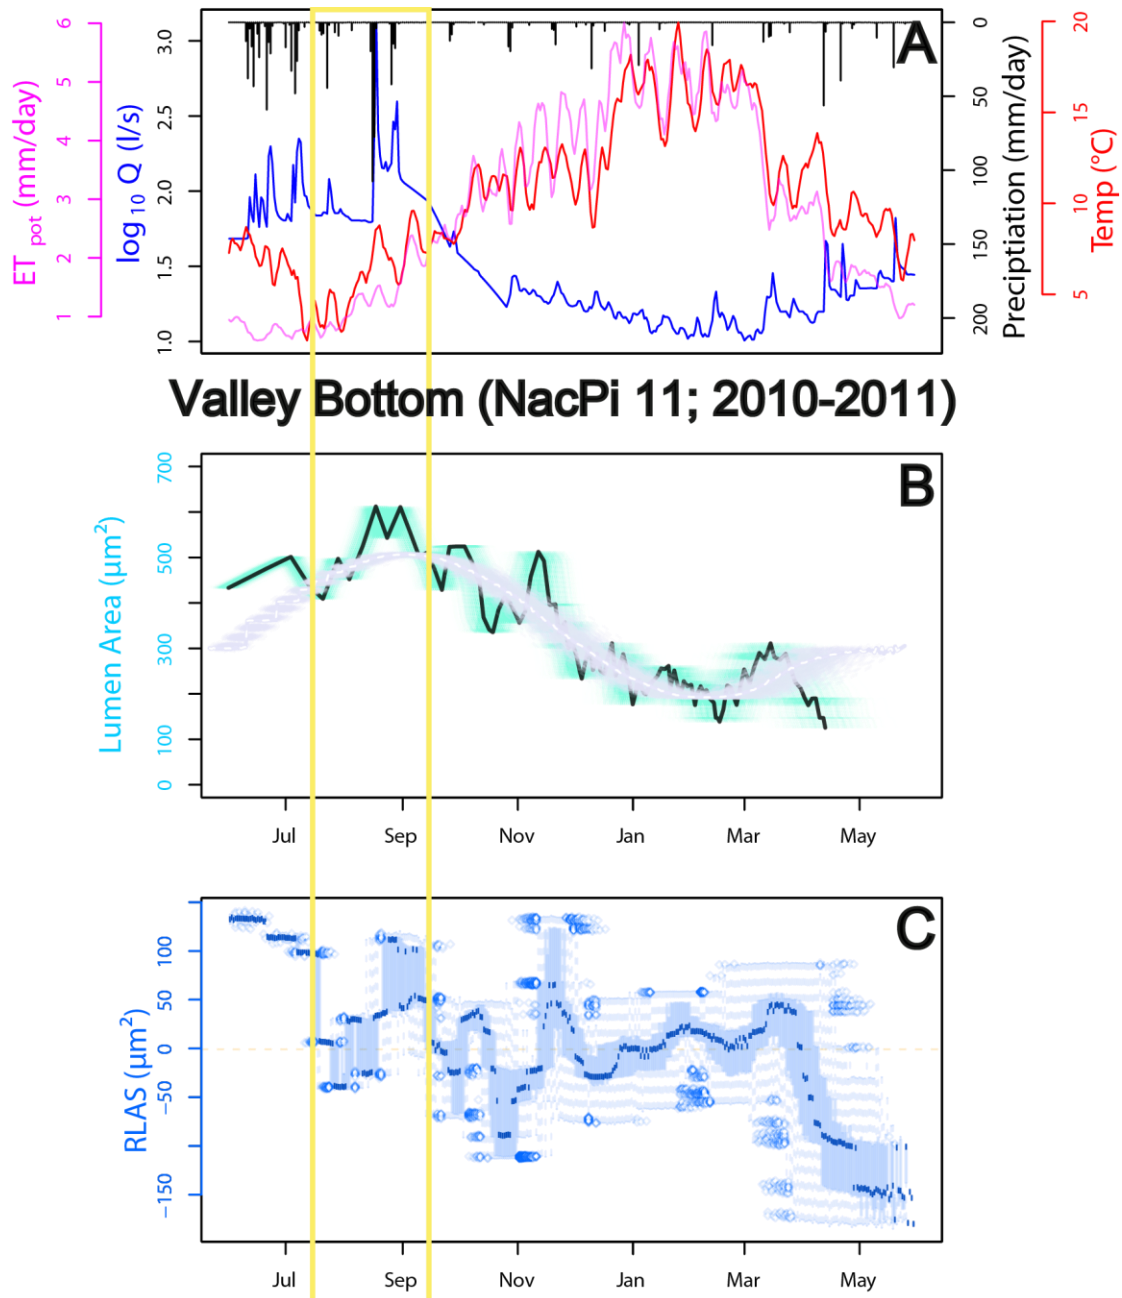 A
ET pot (mm/day)
6
5
4
3
2
1
log 10 Q (l/s)
3.0
2.5
2.0
1.5
1.0
0
50
100
150
200
Preciptiation (mm/day)
20
15
10
5
Temp (°C)
Valley Bottom (NacPi 11; 2010-2011)
B
Lumen Area (µm²)
700
500
300
100
0
Jul Sep Nov Jan Mar May
C
RLAS (µm²)
100
50
0
−50
−150
Jul Sep Nov Jan Mar May